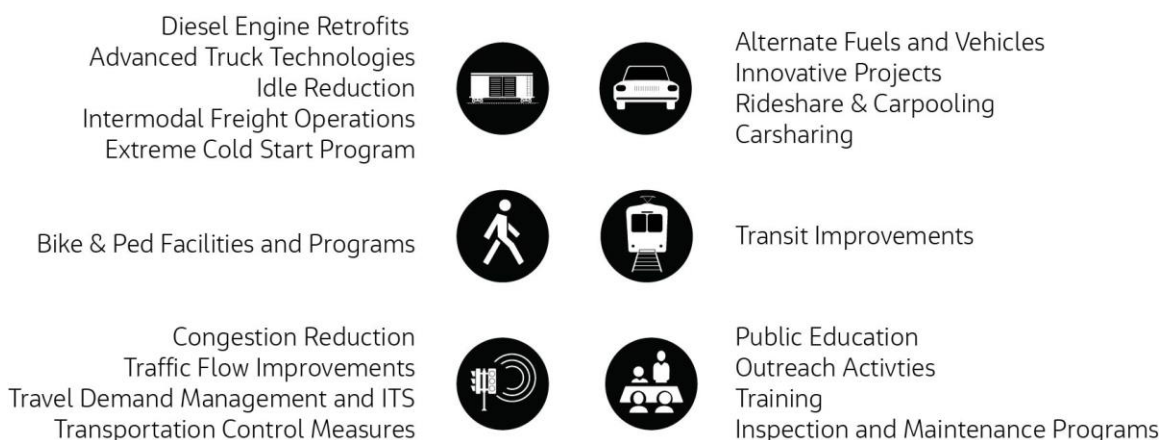 Diesel Engine Retrofits
Advanced Truck Technologies
Idle Reduction
Intermodal Freight Operations
Extreme Cold Start Program
Alternate Fuels and Vehicles
Innovative Projects
Rideshare & Carpooling
Carsharing
Bike & Ped Facilities and Programs
Transit Improvements
Congestion Reduction
Traffic Flow Improvements
Travel Demand Management and ITS
Transportation Control Measures
Public Education
Outreach Activties
Training
Inspection and Maintenance Programs